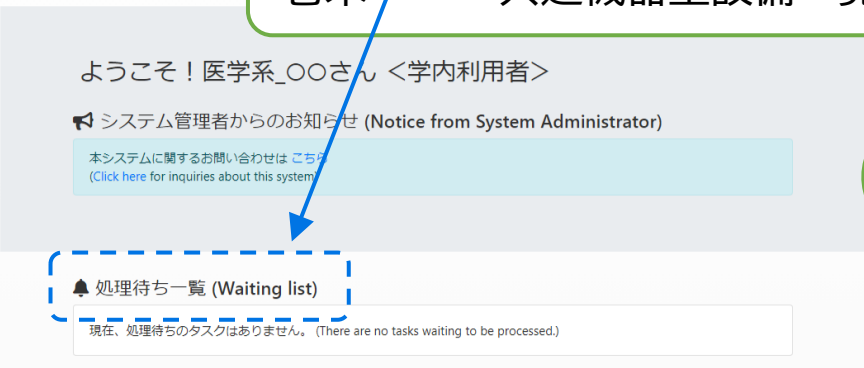 ようこそ！医学系_○○さん ＜学内利用者＞
システム管理者からのお知らせ (Notice from System Administrator)
本システムに関するお問い合わせは こちら
(Click here for inquiries about this system)
処理待ち一覧 (Waiting list)
現在、処理待ちのタスクはありません。 (There are no tasks waiting to be processed.)